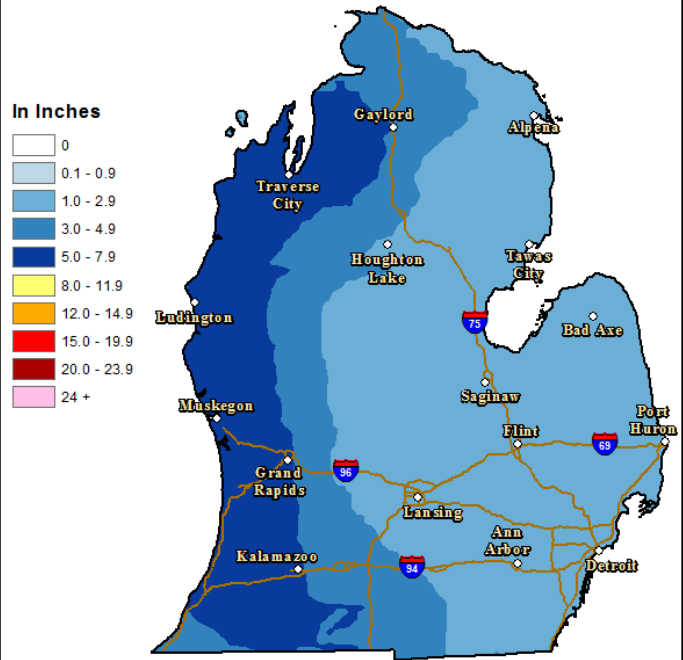 In Inches
0
0.1 - 0.9
1.0 - 2.9
3.0 - 4.9
5.0 - 7.9
8.0 - 11.9
12.0 - 14.9
15.0 - 19.9
20.0 - 23.9
24 +
Gaylord
Alpena
Traverse
City
Houghton
Lake
Tawas
City
Ludington
75
Bad Axe
Saginaw
Muskegon
Port
Huron
Flint
69
Grand
Rapids
96
Lansing
Ann
Arbor
Kalamazoo
94
Detroit